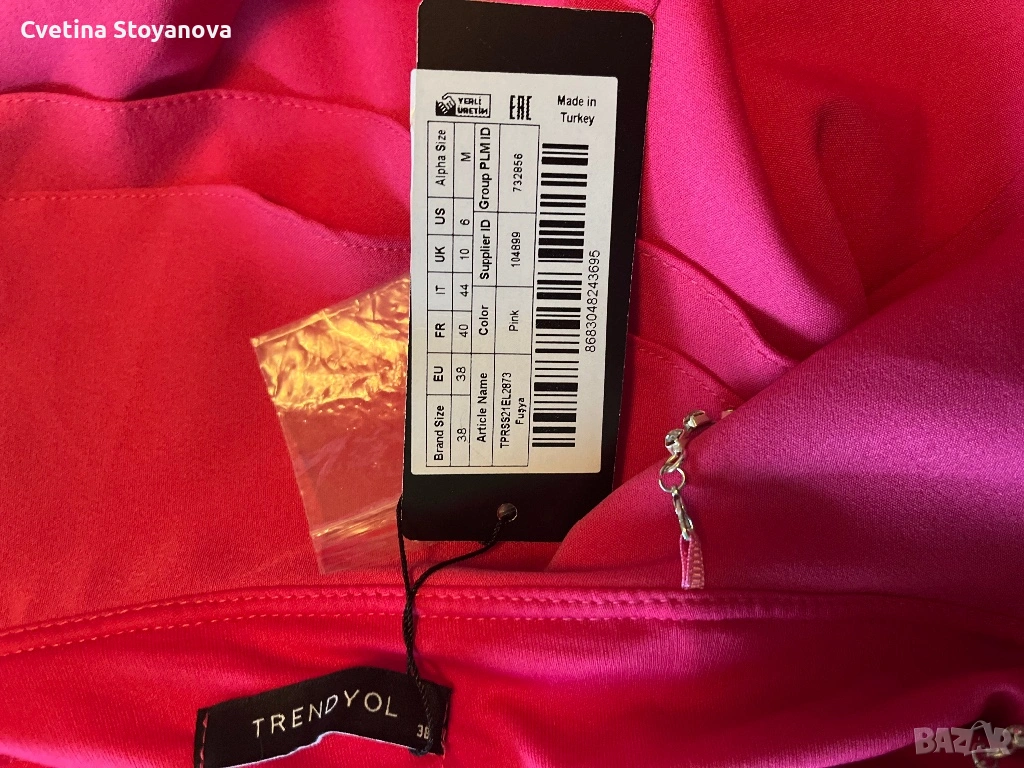 Cvetina Stoyanova
YERLİ
ÜRETİM
EAC
Made in
Turkey
Brand Size EU FR IT UK US Alpha Size
38 38 40 44 10 6 M
Article Name Color Supplier ID Group PLM ID
TPRSS21EL2873 Pink 104899 732856
Fuşya
8683048243695
TRENDYOL
38
BAZAR